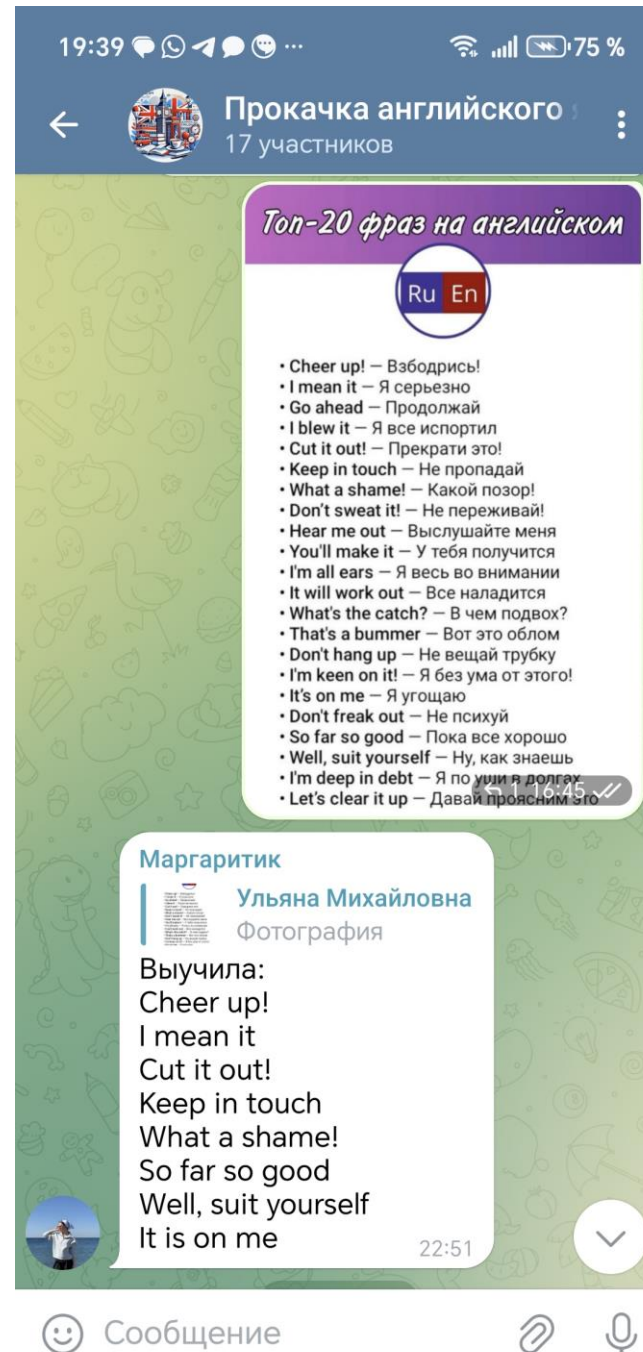 19:39 ... 75 %
Прокачка английского
17 участников
Топ-20 фраз на английском
Ru En
• Cheer up! — Взбодрись!
• I mean it — Я серьезно
• Go ahead — Продолжай
• I blew it — Я все испортил
• Cut it out! — Прекрати это!
• Keep in touch — Не пропадай
• What a shame! — Какой позор!
• Don't sweat it! — Не переживай!
• Hear me out — Выслушайте меня
• You'll make it — У тебя получится
• I'm all ears — Я весь во внимании
• It will work out — Все наладится
• What's the catch? — В чем подвох?
• That's a bummer — Вот это облом
• Don't hang up — Не вещай трубку
• I'm keen on it! — Я без ума от этого!
• It's on me — Я угощаю
• Don't freak out — Не психуй
• So far so good — Пока все хорошо
• Well, suit yourself — Ну, как знаешь
• I'm deep in debt — Я по уши в долгах
• Let's clear it up — Давай проясним это
1 16:45
Маргаритик
Ульяна Михайловна
Фотография
Выучила:
Cheer up!
I mean it
Cut it out!
Keep in touch
What a shame!
So far so good
Well, suit yourself
It is on me
22:51
Сообщение